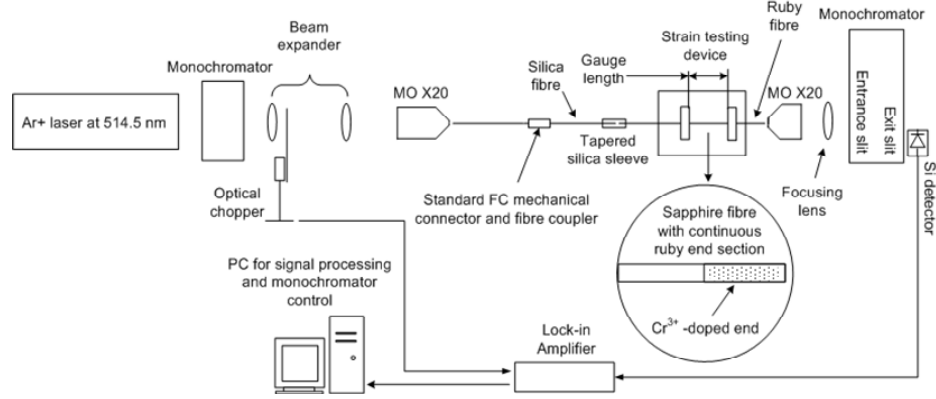 Ar+ laser at 514.5 nm
Monochromator
Beam
expander
Optical
chopper
MO X20
Silica
fibre
Standard FC mechanical
connector and fibre coupler
Tapered
silica sleeve
Gauge
length
Strain testing
device
Ruby
fibre
MO X20
Focusing
lens
Monochromator
Entrance slit
Exit slit
Si detector
Sapphire fibre
with continuous
ruby end section
Cr3+ -doped end
PC for signal processing
and monochromator
control
Lock-in
Amplifier